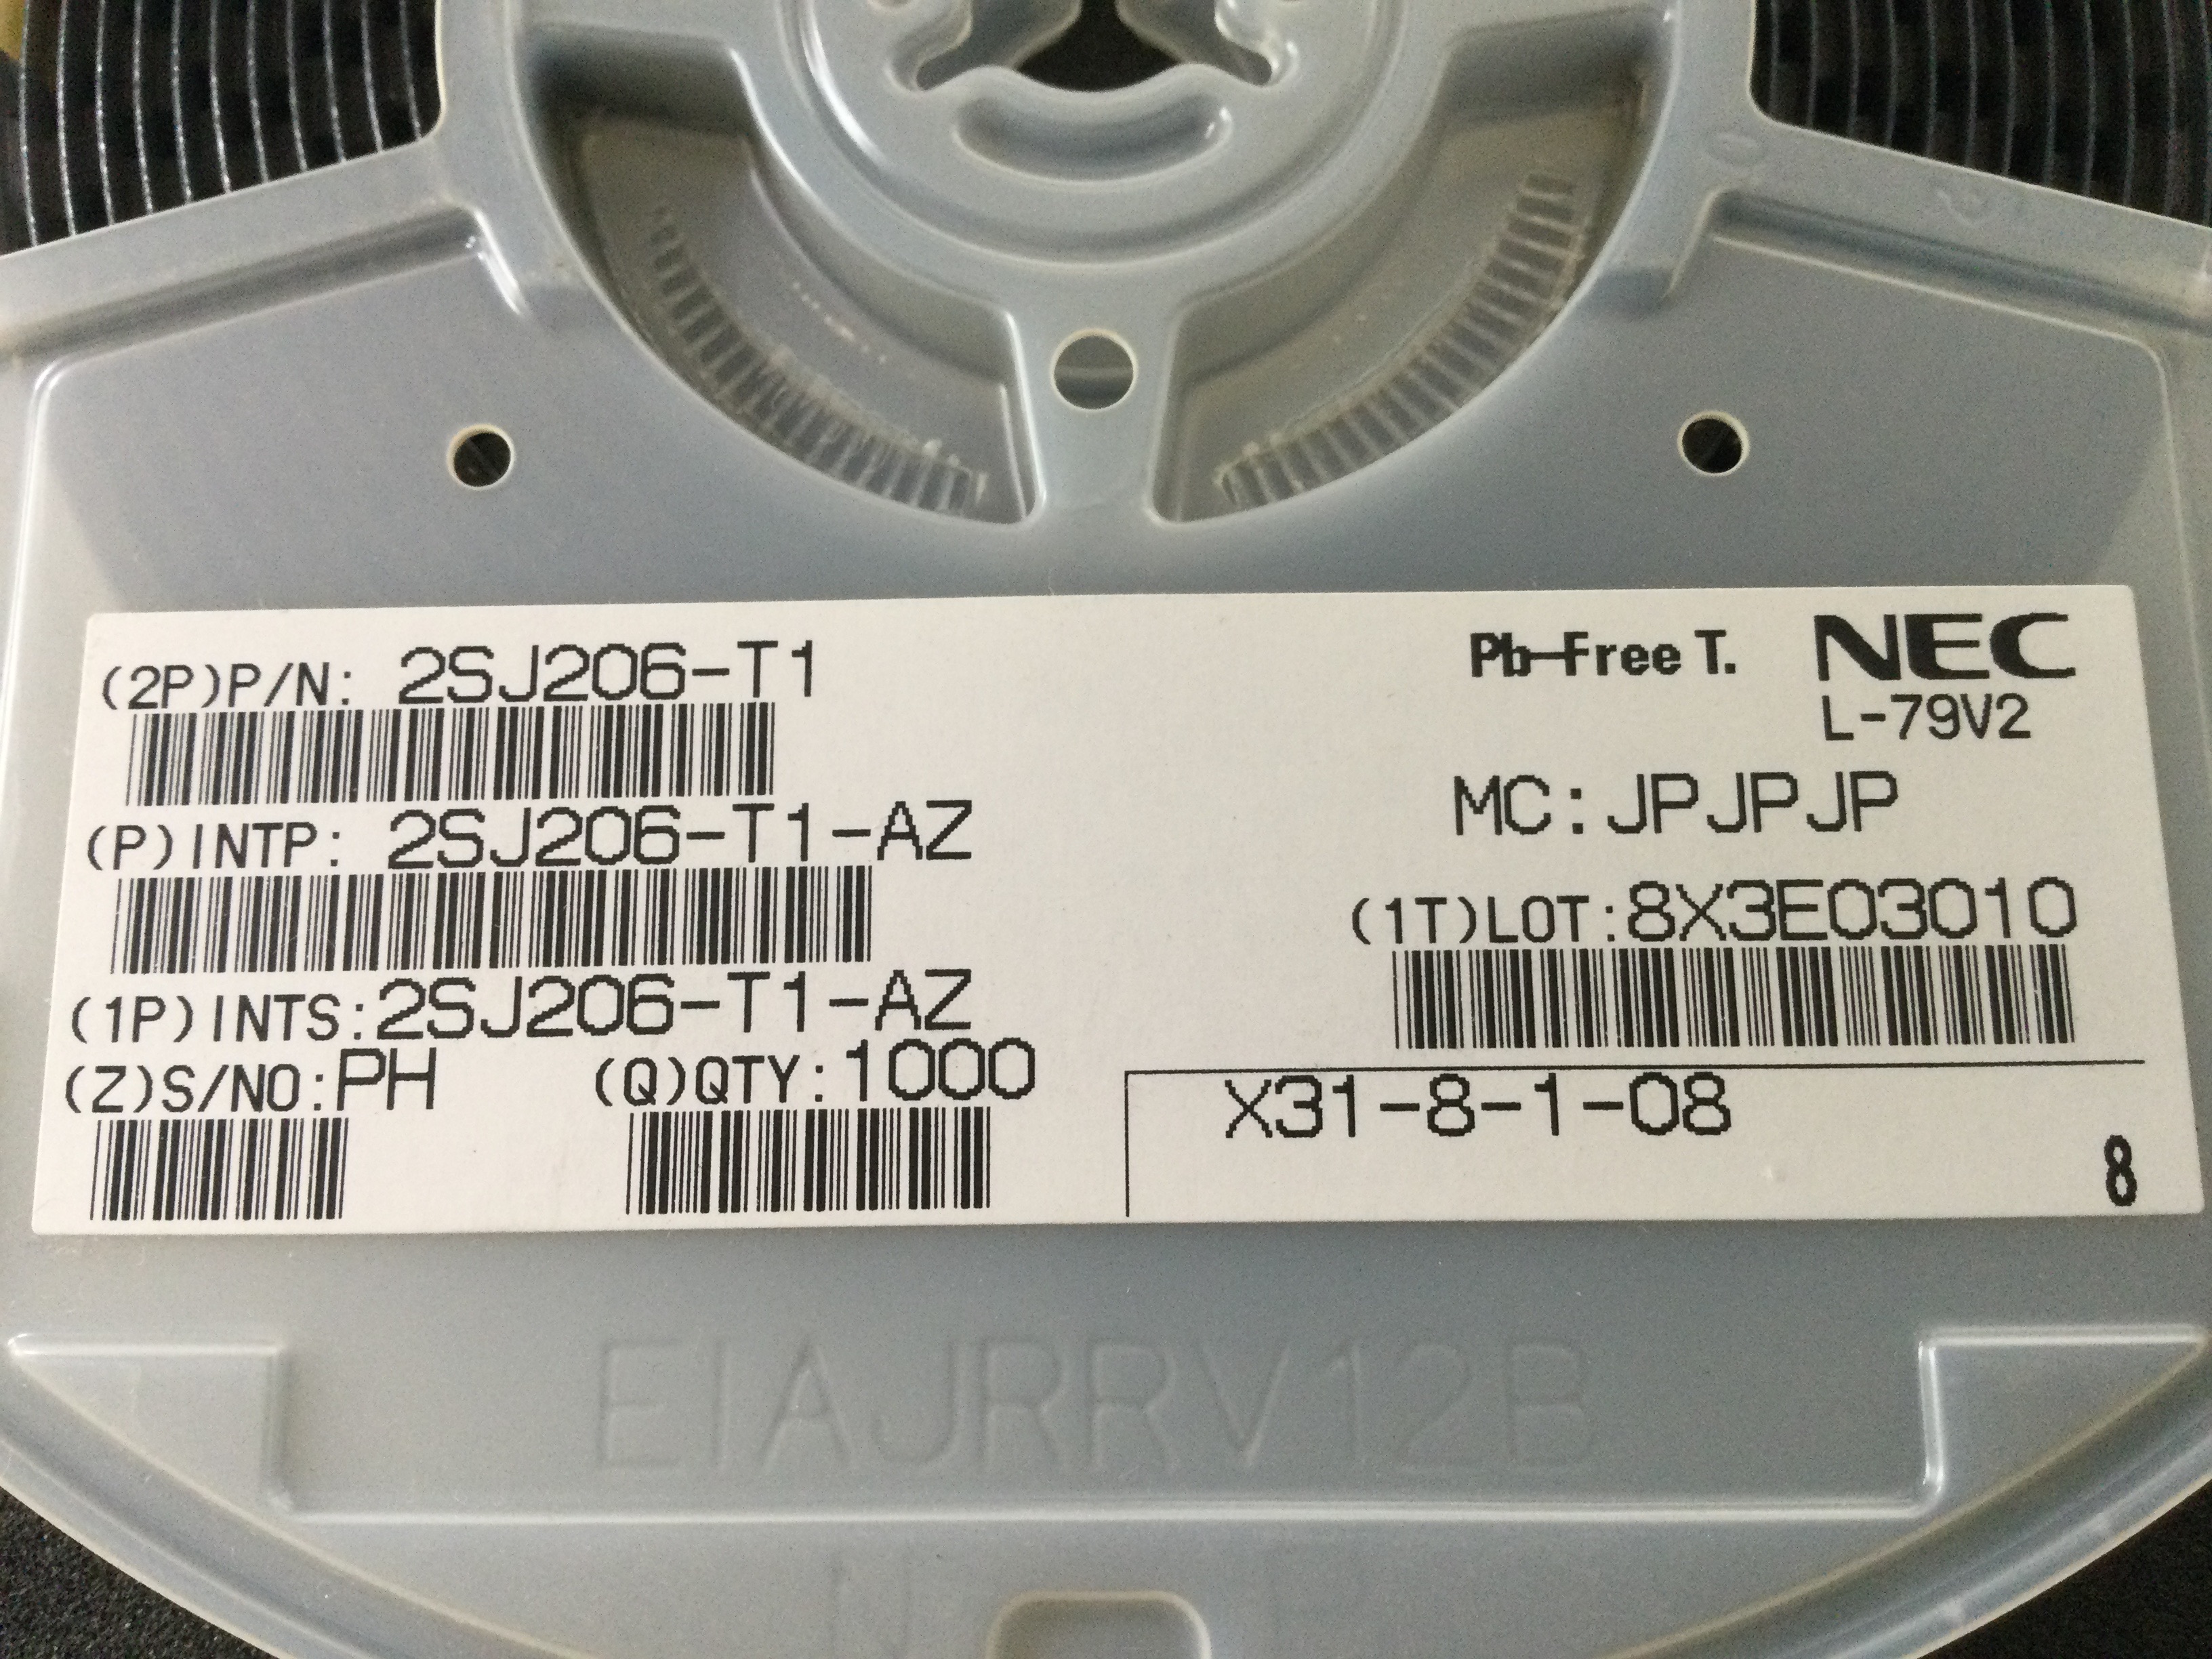 (2P)P/N: 2SJ206-T1
Pb-Free T. NEC
L-79V2
(P)INTP: 2SJ206-T1-AZ
MC:JPJPJP
(1P)INTS:2SJ206-T1-AZ
(1T)LOT:8X3E03010
(Z)S/NO:PH (Q)QTY:1000
X31-8-1-08
8
EIAJRRV12B